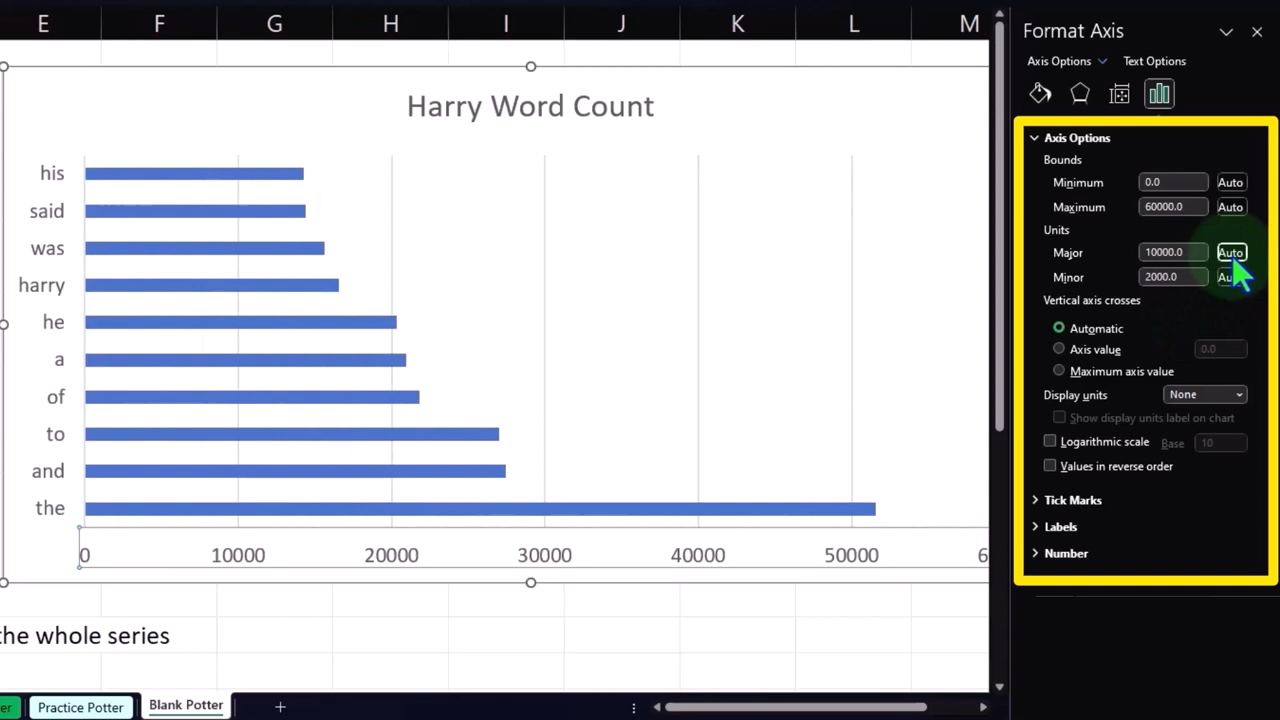 E F G H I J K L M
Harry Word Count
his
said
was
harry
he
a
of
to
and
the
0 10000 20000 30000 40000 50000 6
the whole series
Practice Potter Blank Potter +
Format Axis
Axis Options Text Options
Axis Options
Bounds
Minimum 0.0 Auto
Maximum 60000.0 Auto
Units
Major 10000.0 Auto
Minor 2000.0
Vertical axis crosses
Automatic
Axis value 0.0
Maximum axis value
Display units None
Show display units label on chart
Logarithmic scale Base 10
Values in reverse order
Tick Marks
Labels
Number